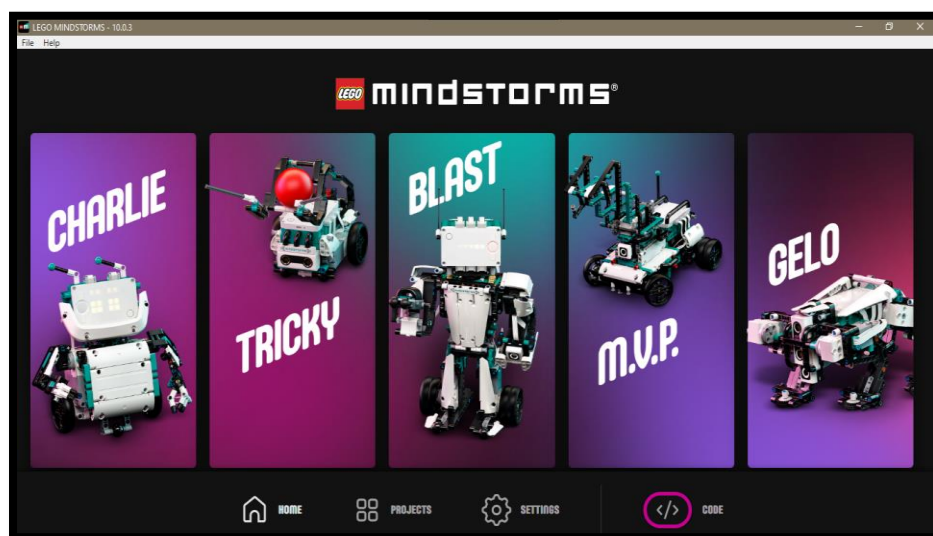 LEGO MINDSTORMS - 10.0.3
File Help
LEGO mindstorms®
CHARLIE
TRICKY
BLAST
M.V.P.
GELO
HOME PROJECTS SETTINGS </> CODE